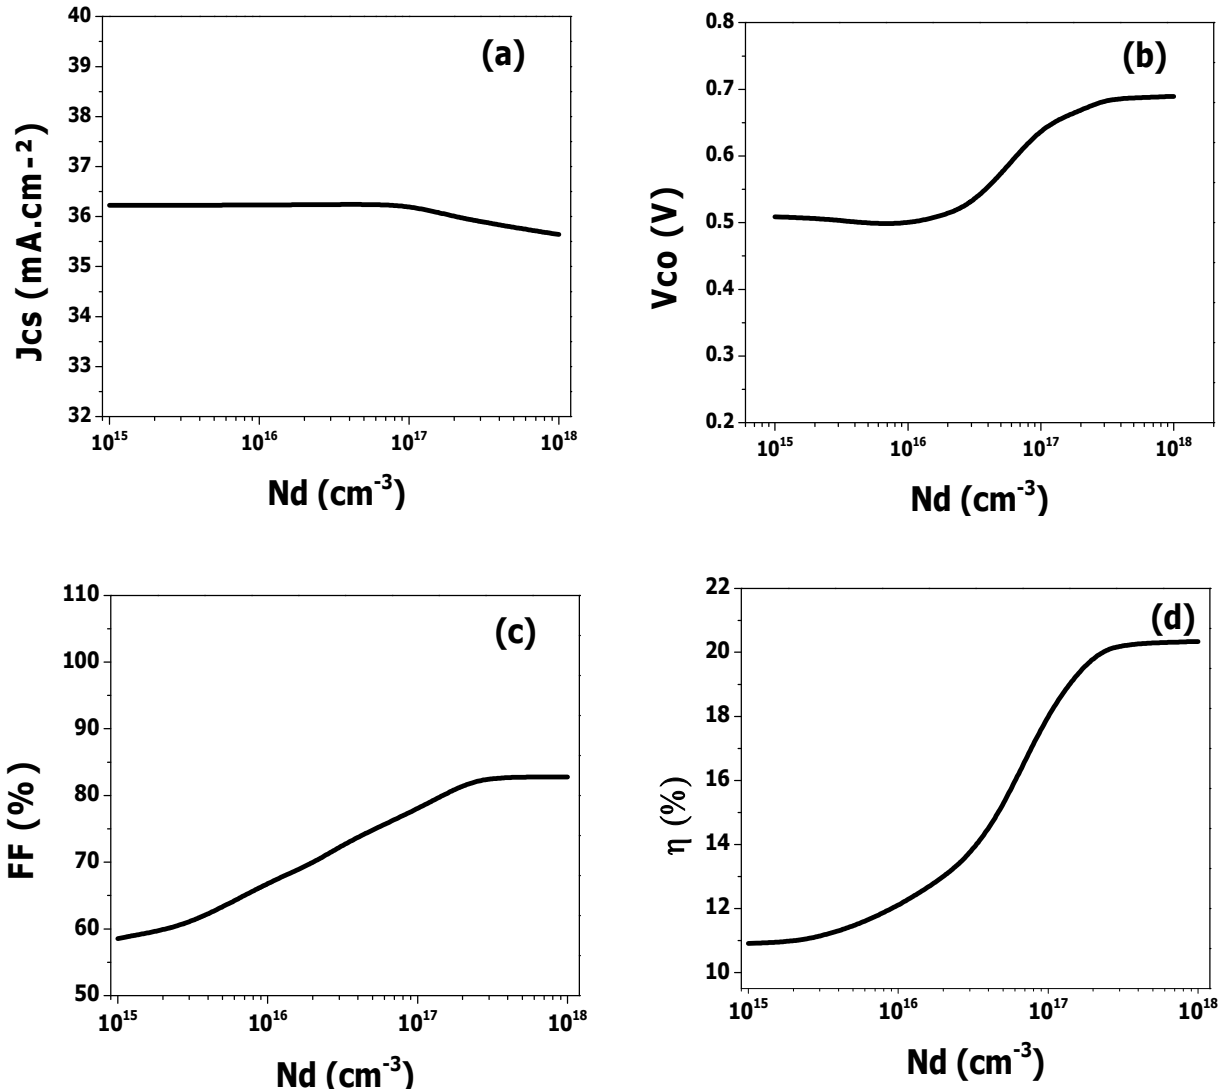 (a)
Jcs (mA.cm-²)
40
39
38
37
36
35
34
33
32
10¹⁵ 10¹⁶ 10¹⁷ 10¹⁸
Nd (cm⁻³)
(b)
Vco (V)
0.8
0.7
0.6
0.5
0.4
0.3
0.2
10¹⁵ 10¹⁶ 10¹⁷ 10¹⁸
Nd (cm⁻³)
(c)
FF (%)
110
100
90
80
70
60
50
10¹⁵ 10¹⁶ 10¹⁷ 10¹⁸
Nd (cm⁻³)
(d)
η (%)
22
20
18
16
14
12
10
10¹⁵ 10¹⁶ 10¹⁷ 10¹⁸
Nd (cm⁻³)